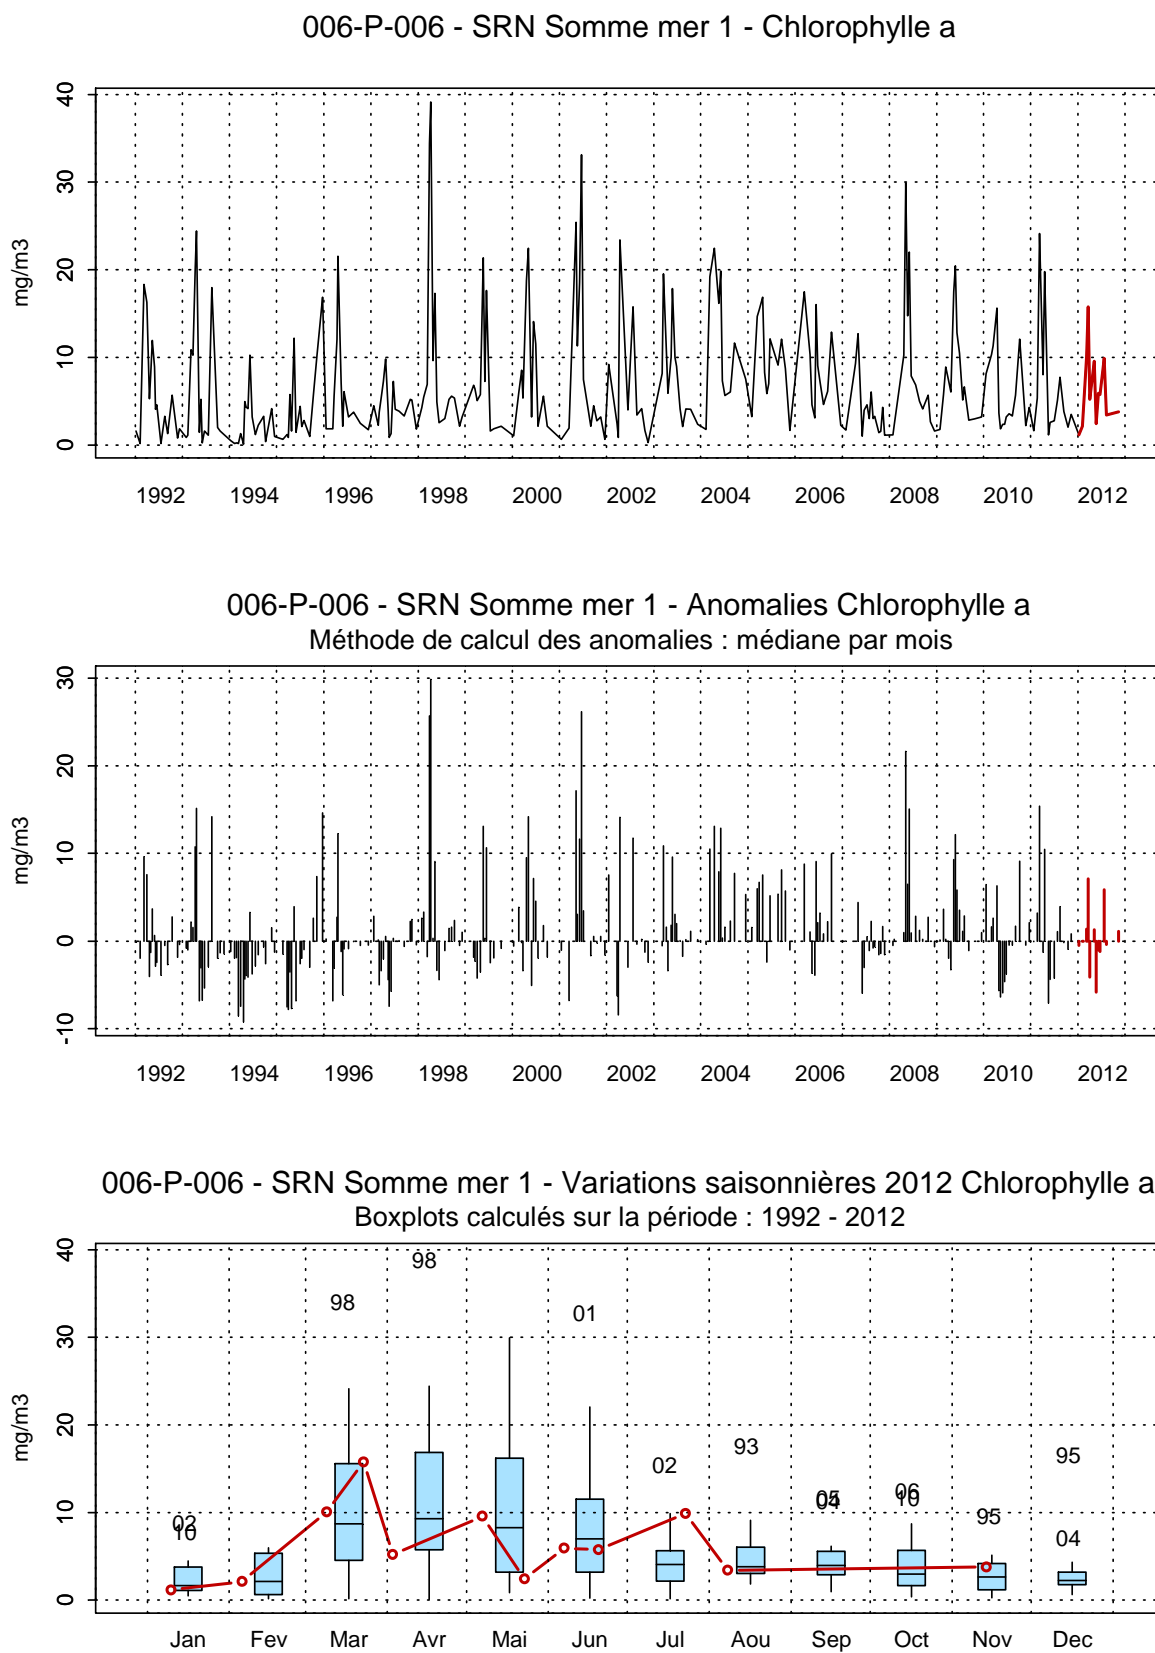 006-P-006 - SRN Somme mer 1 - Chlorophylle a
40
30
20
10
0
mg/m3
1992 1994 1996 1998 2000 2002 2004 2006 2008 2010 2012
006-P-006 - SRN Somme mer 1 - Anomalies Chlorophylle a
Méthode de calcul des anomalies : médiane par mois
30
20
10
0
-10
mg/m3
1992 1994 1996 1998 2000 2002 2004 2006 2008 2010 2012
006-P-006 - SRN Somme mer 1 - Variations saisonnières 2012 Chlorophylle a
Boxplots calculés sur la période : 1992 - 2012
40
30
20
10
0
mg/m3
98
98
01
93
95
02
06
05
04
10
02
10
95
04
Jan Fev Mar Avr Mai Jun Jul Aou Sep Oct Nov Dec